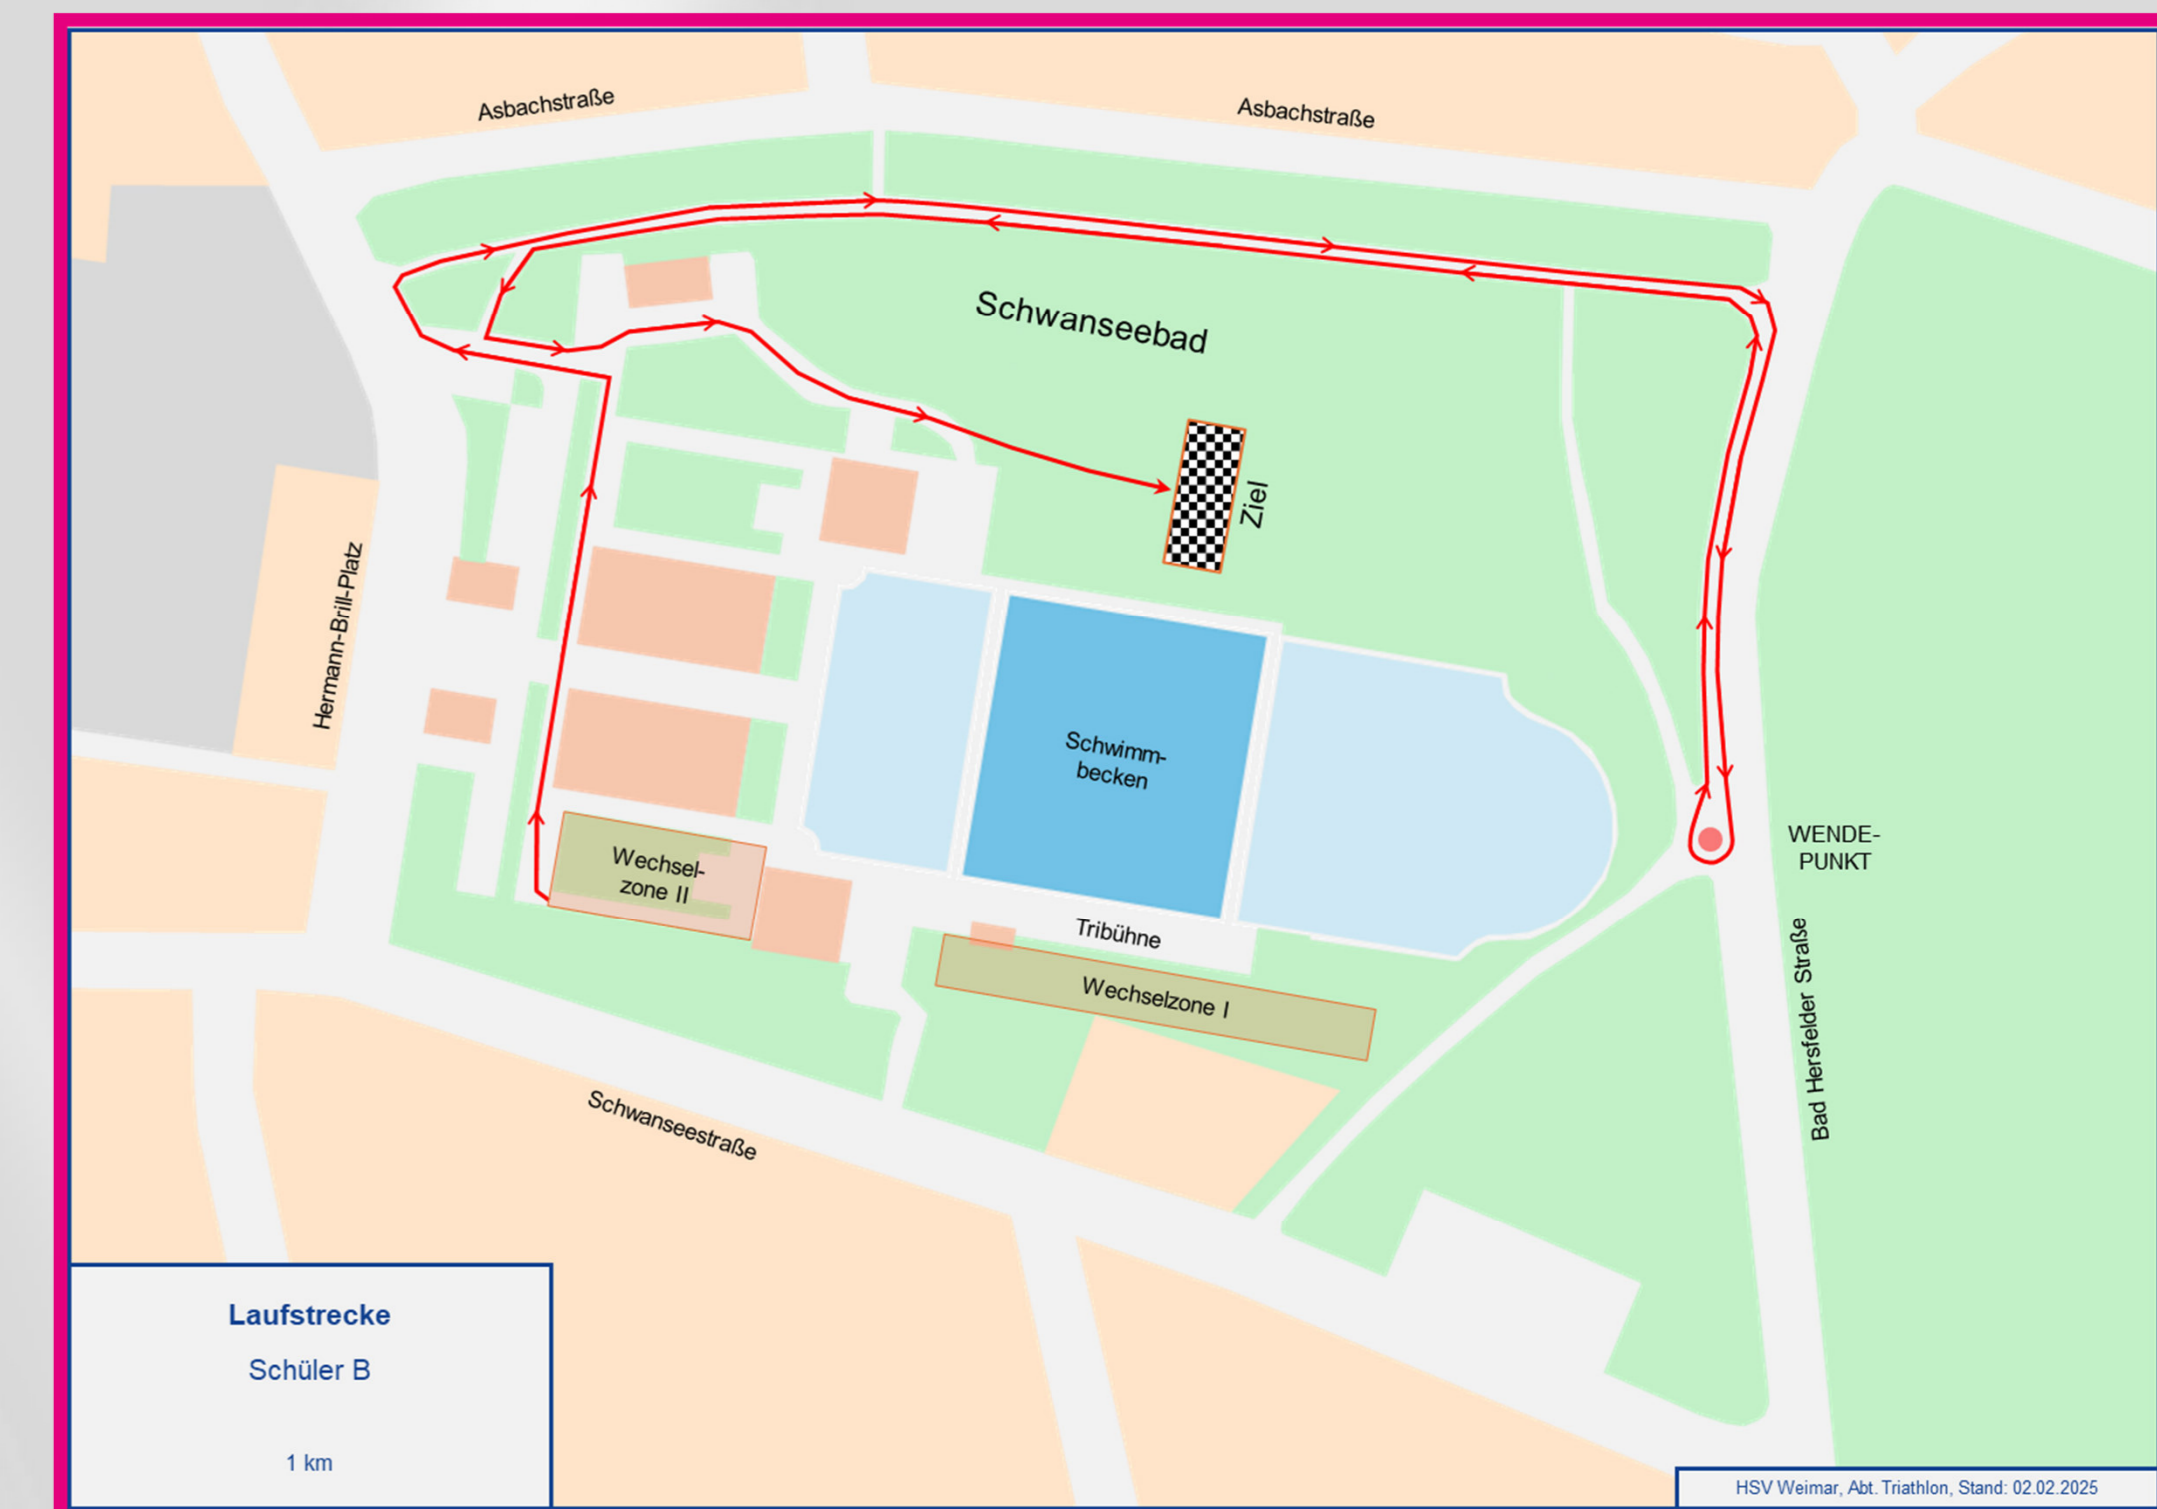 Asbachstraße
Asbachstraße
Schwanseebad
Ziel
Hermann-Brill-Platz
Schwimm-
becken
WENDE-
PUNKT
Wechsel-
zone II
Tribühne
Wechselzone I
Bad Hersfelder Straße
Schwanseestraße
Laufstrecke
Schüler B
1 km
HSV Weimar, Abt. Triathlon, Stand: 02.02.2025